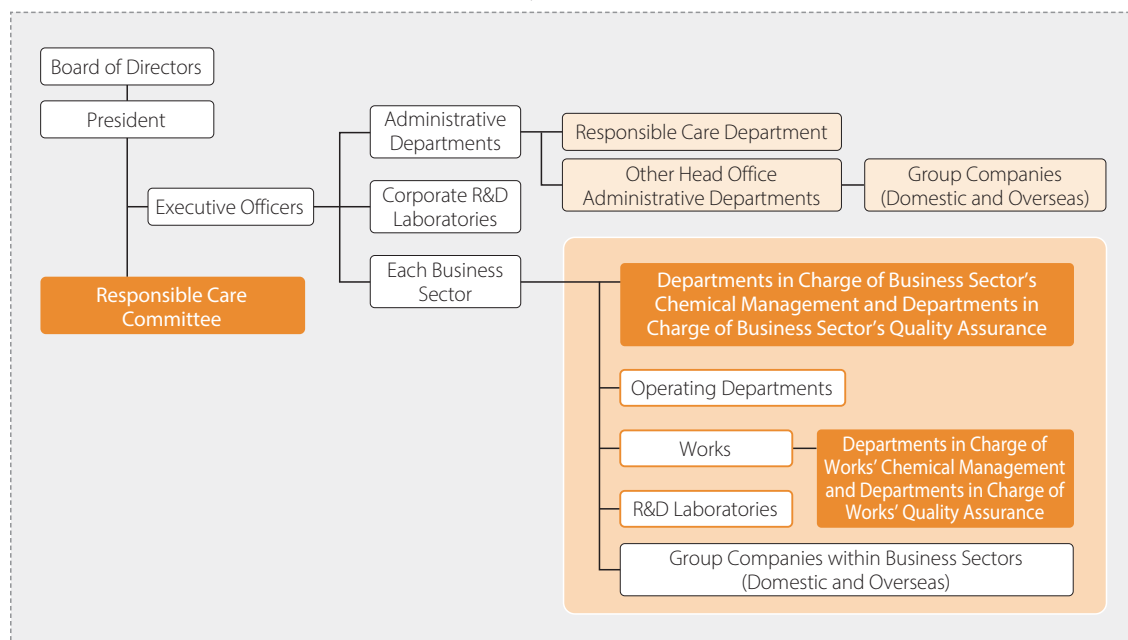 Board of Directors
President
Executive Officers
Responsible Care
Committee
Administrative
Departments
Corporate R&D
Laboratories
Each Business
Sector
Responsible Care Department
Other Head Office
Administrative Departments
Group Companies
(Domestic and Overseas)
Departments in Charge of Business Sector’s
Chemical Management and Departments in
Charge of Business Sector’s Quality Assurance
Operating Departments
Works
Departments in Charge of
Works’ Chemical Management
and Departments in Charge of
Works’ Quality Assurance
R&D Laboratories
Group Companies within Business Sectors
(Domestic and Overseas)